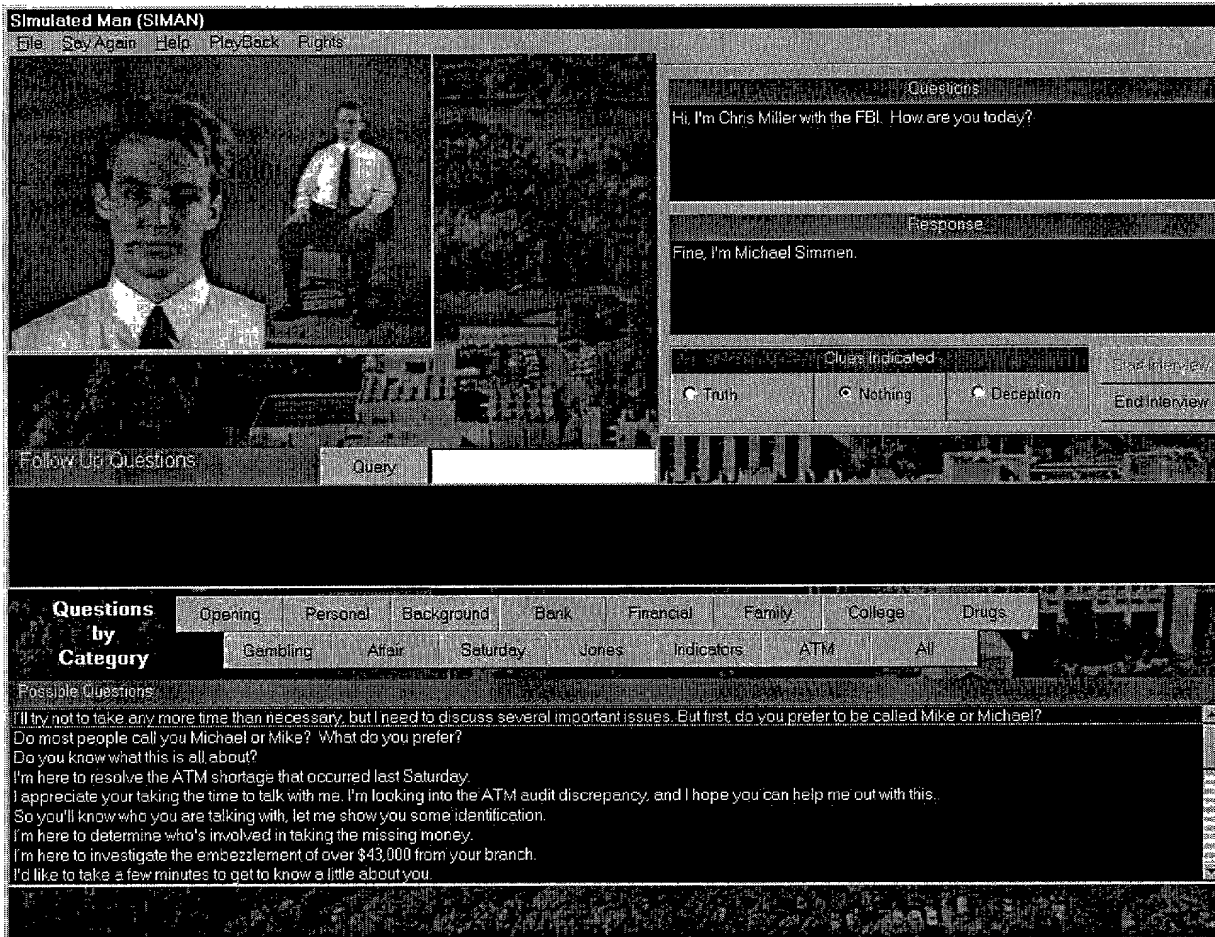 SImulated Man (SIMAN)
File Say Again Help PlayBack Rights
Questions
Hi, I'm Chris Miller with the FBI. How are you today?
Response
Fine, I'm Michael Simmen.
Clues Indicated
Truth Nothing Deception
Start Interview
End Interview
Follow Up Questions Query
Questions by Category
Opening Personal Background Bank Financial Family College Drugs
Gambling Affair Saturday Jones Indicators ATM All
Possible Questions
I'll try not to take any more time than necessary, but I need to discuss several important issues. But first, do you prefer to be called Mike or Michael?
Do most people call you Michael or Mike? What do you prefer?
Do you know what this is all about?
I'm here to resolve the ATM shortage that occurred last Saturday.
I appreciate your taking the time to talk with me. I'm looking into the ATM audit discrepancy, and I hope you can help me out with this.
So you'll know who you are talking with, let me show you some identification.
I'm here to determine who's involved in taking the missing money.
I'm here to investigate the embezzlement of over $43,000 from your branch.
I'd like to take a few minutes to get to know a little about you.